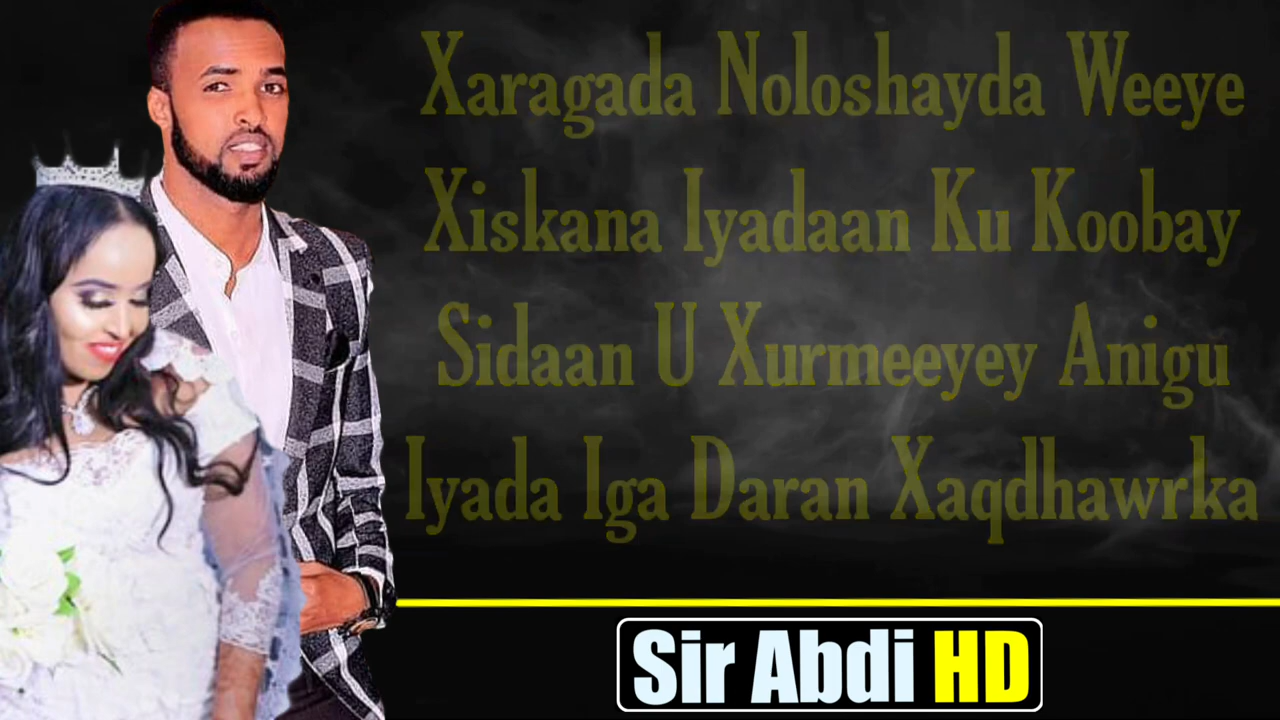 Xaragada Noloshayda Weeye
Xiskana Iyadaan Ku Koobay
Sidaan U Xurmeeyey Anigu
Iyada Iga Daran Xaqdhawrka
Sir Abdi HD